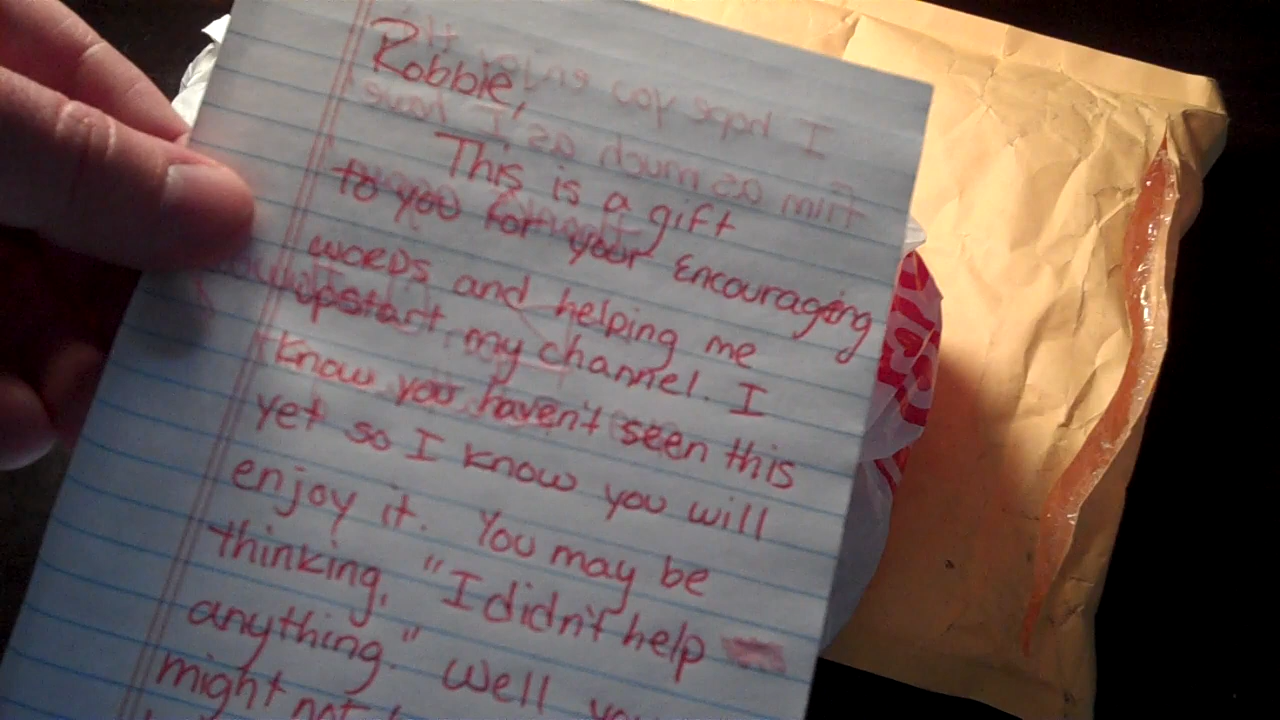 Robbie,
This is a gift
to you for your encouraging
words and helping me
upstart my channel. I
know you haven't seen this
yet so I know you will
enjoy it. You may be
thinking, "I didn't help
anything." Well
might not